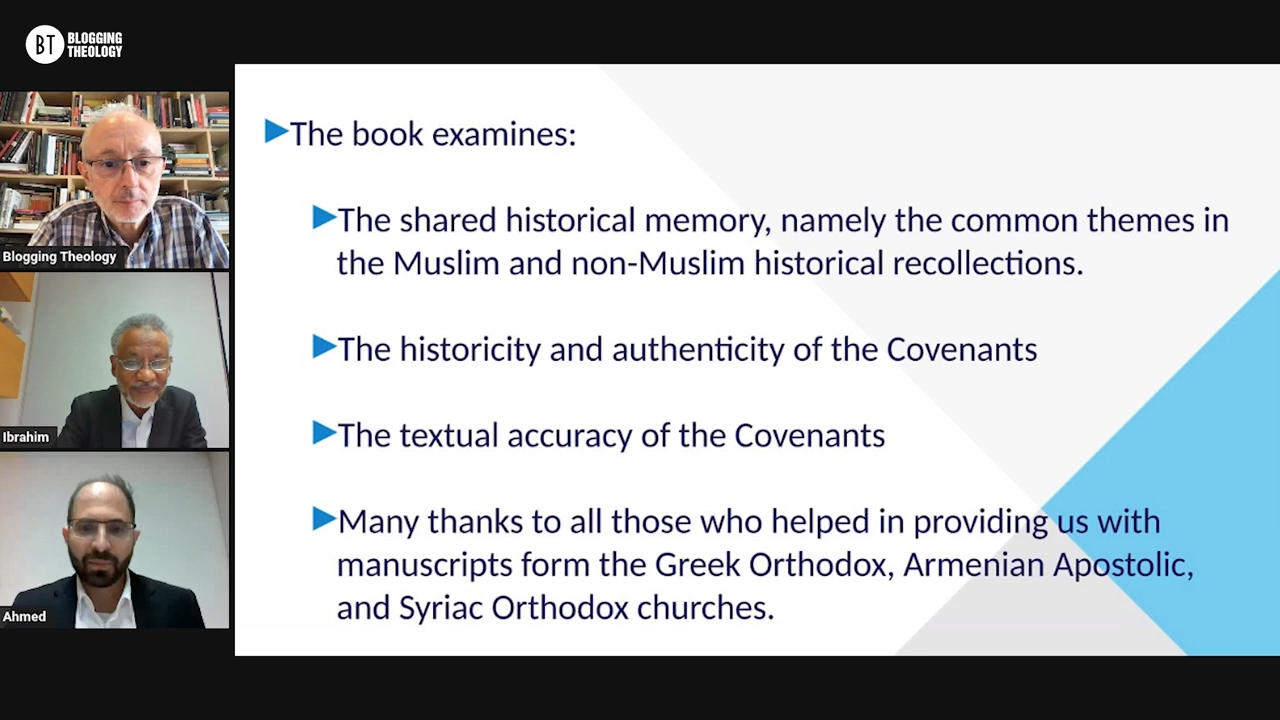 BT BLOGGING
THEOLOGY
Blogging Theology
Ibrahim
Ahmed
The book examines:
The shared historical memory, namely the common themes in
the Muslim and non-Muslim historical recollections.
The historicity and authenticity of the Covenants
The textual accuracy of the Covenants
Many thanks to all those who helped in providing us with
manuscripts form the Greek Orthodox, Armenian Apostolic,
and Syriac Orthodox churches.